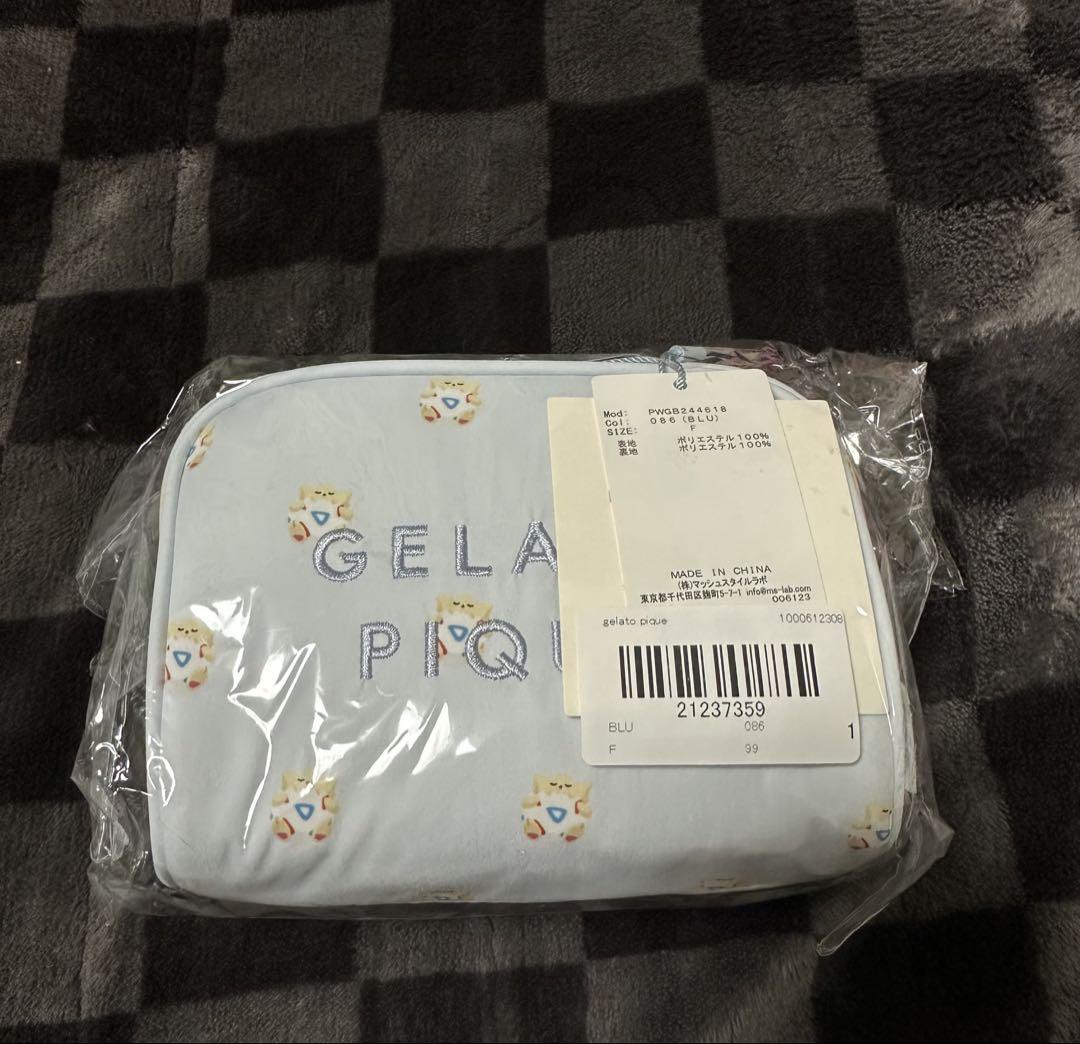 GELA
PIQU
Mod: PWGB244618
Col: 086(BLU)
SIZE: F
表地 ポリエステル100%
裏地 ポリエステル100%
MADE IN CHINA
(株)マッシュスタイルラボ
東京都千代田区麹町5-7-1 info@ms-lab.com
006123
gelato pique 1000612308
21237359
BLU 086 1
F 99